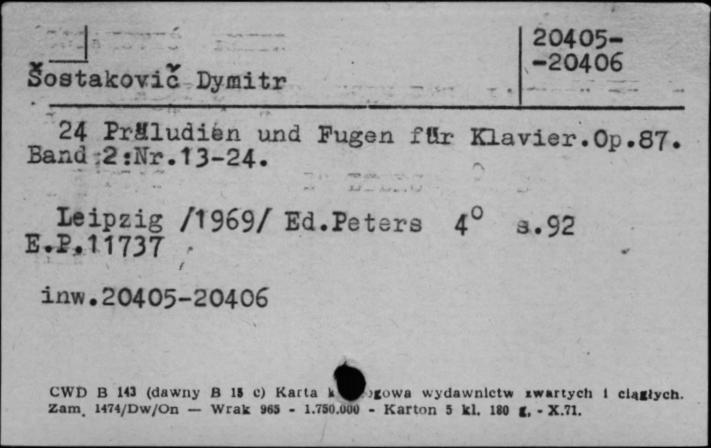 20405-
-20406
Šostakovič Dymitr
24 Präludien und Fugen für Klavier.Op.87.
Band 2:Nr.13-24.
Leipzig /1969/ Ed.Peters 4° s.92
E.P.11737
inw.20405-20406
CWD B 143 (dawny B 15 c) Karta wydawnictw zwartych i ciągłych.
Zam. 1474/Dw/On — Wrak 965 - 1.750.000 - Karton 5 kl. 180 g. - X.71.